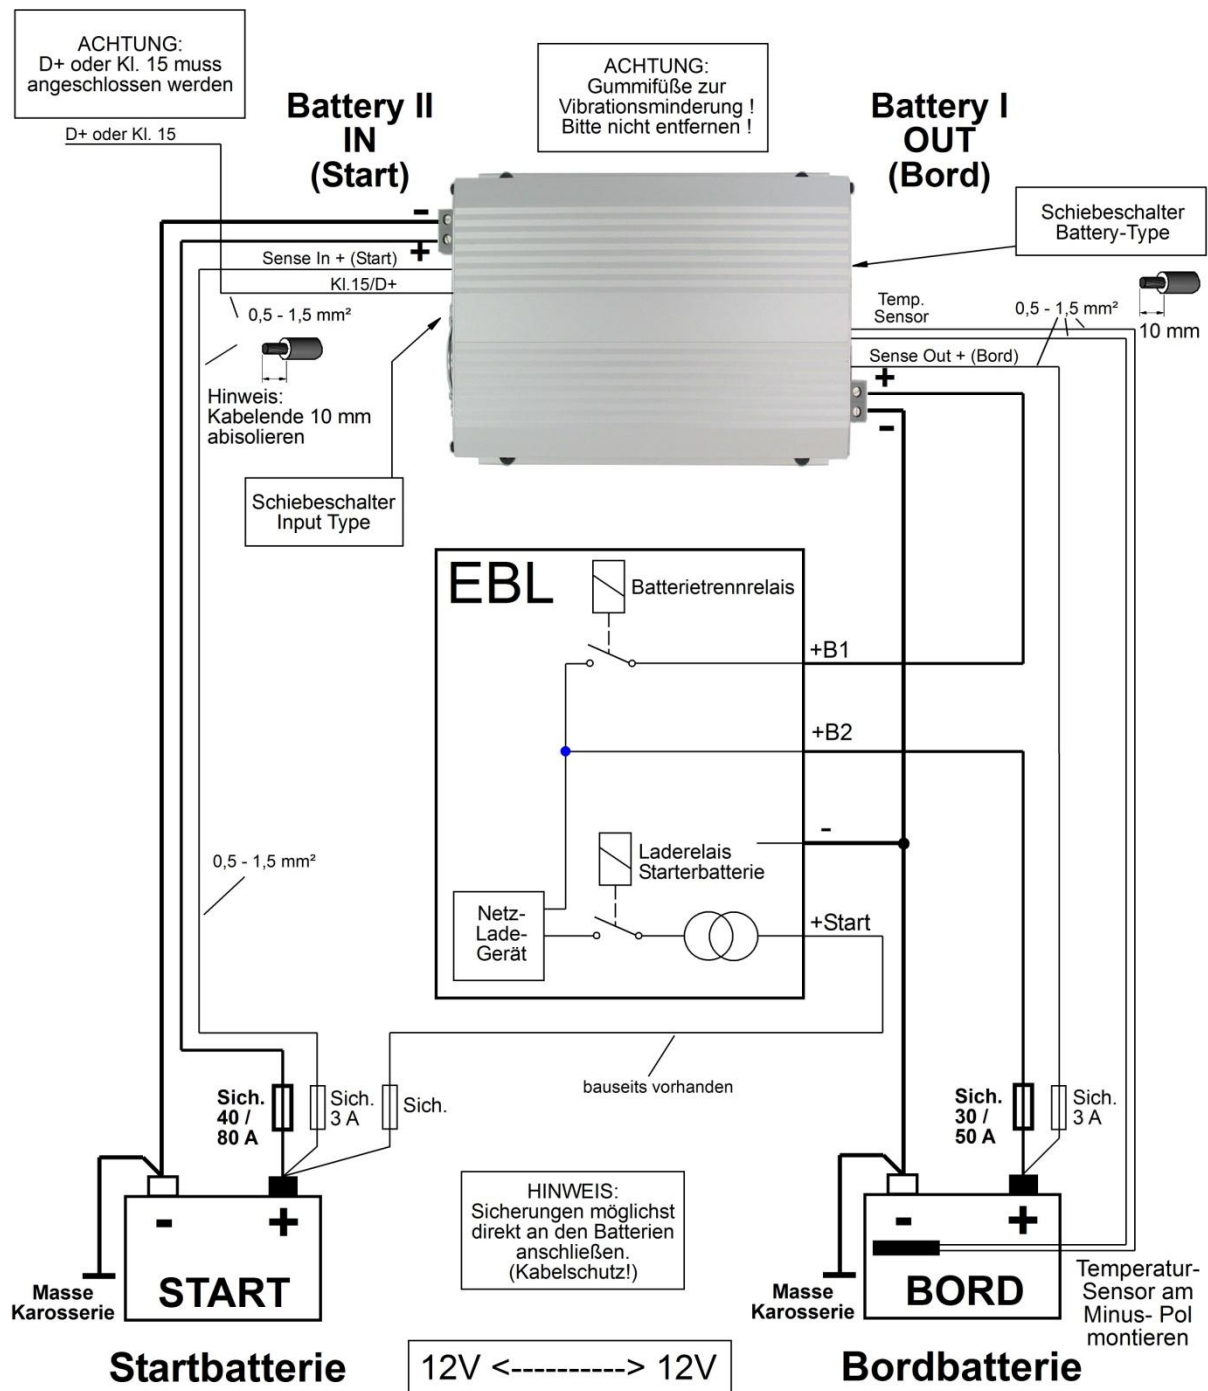 ACHTUNG:
D+ oder Kl. 15 muss
angeschlossen werden
D+ oder Kl. 15
Battery II
IN
(Start)
ACHTUNG:
Gummifüße zur
Vibrationsminderung !
Bitte nicht entfernen !
Battery I
OUT
(Bord)
Schiebeschalter
Battery-Type
-
+
Sense In + (Start)
Kl.15/D+
0,5 - 1,5 mm²
Hinweis:
Kabelende 10 mm
abisolieren
Schiebeschalter
Input Type
Temp.
Sensor
0,5 - 1,5 mm²
10 mm
Sense Out + (Bord)
+
-
EBL
Batterietrennrelais
+B1
+B2
-
Laderelais
Starterbatterie
Netz-
Lade-
Gerät
+Start
0,5 - 1,5 mm²
bauseits vorhanden
Sich.
40 /
80 A
Sich.
3 A
Sich.
Sich.
30 /
50 A
Sich.
3 A
HINWEIS:
Sicherungen möglichst
direkt an den Batterien
anschließen.
(Kabelschutz!)
- +
START
Masse
Karosserie
- +
BORD
Masse
Karosserie
Temperatur-
Sensor am
Minus- Pol
montieren
Startbatterie
12V <----------> 12V
Bordbatterie